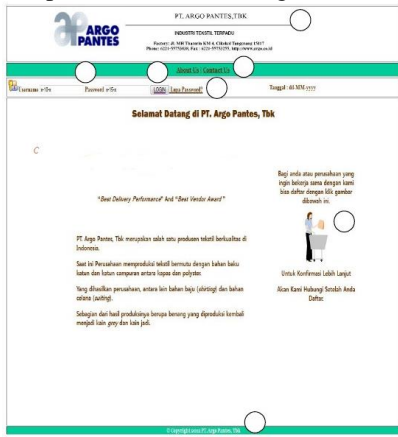 ARGO
PANTES
PT. ARGO PANTES,TBK
INDUSTRI TEKSTIL TERPADU
About Us | Contact Us
Username
Password
LOGIN Lupa Password?
Tanggal : dd-MM-yyyy
Selamat Datang di PT. Argo Pantes, Tbk
C
Bagi anda atau perusahaan yang
ingin bekerja sama dengan kami
bisa daftar dengan klik gambar
dibawah ini.
"Best Delivery Performance" And "Best Vendor Award"
PT Argo Pantes, Tbk merupakan salah satu produsen tekstil berkualitas di
Indonesia.
Saat ini Perusahaan memproduksi tekstil bermutu dengan bahan baku
katun dan katun campuran antara kapas dan polyster.
Yang dihasilkan perusahaan, antara lain bahan baju (shirting) dan bahan
celana (suiting).
Sebagian dari hasil produksinya berupa benang yang diproduksi kembali
menjadi kain grey dan kain jadi.
Untuk Konfirmasi Lebih Lanjut
Akan Kami Hubungi Setelah Anda
Daftar.
PT. Argo Pantes, Tbk